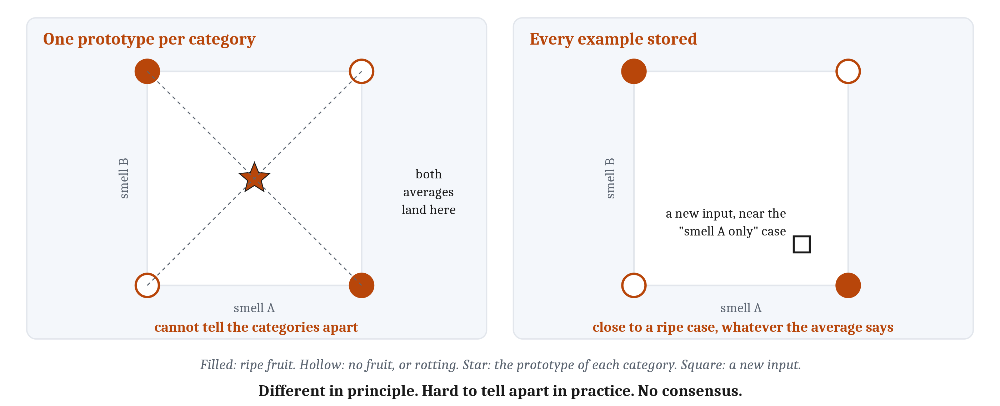 One prototype per category
smell B
both
averages
land here
smell A
cannot tell the categories apart
Every example stored
smell B
a new input, near the
"smell A only" case
smell A
close to a ripe case, whatever the average says
Filled: ripe fruit. Hollow: no fruit, or rotting. Star: the prototype of each category. Square: a new input.
Different in principle. Hard to tell apart in practice. No consensus.